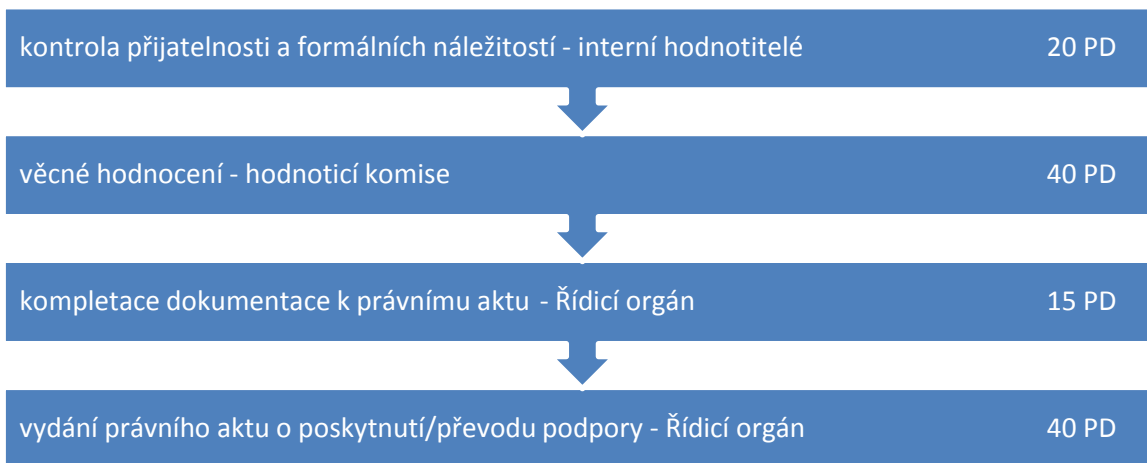 kontrola přijatelnosti a formálních náležitostí - interní hodnotitelé 20 PD
věcné hodnocení - hodnoticí komise 40 PD
kompletace dokumentace k právnímu aktu - Řídicí orgán 15 PD
vydání právního aktu o poskytnutí/převodu podpory - Řídicí orgán 40 PD